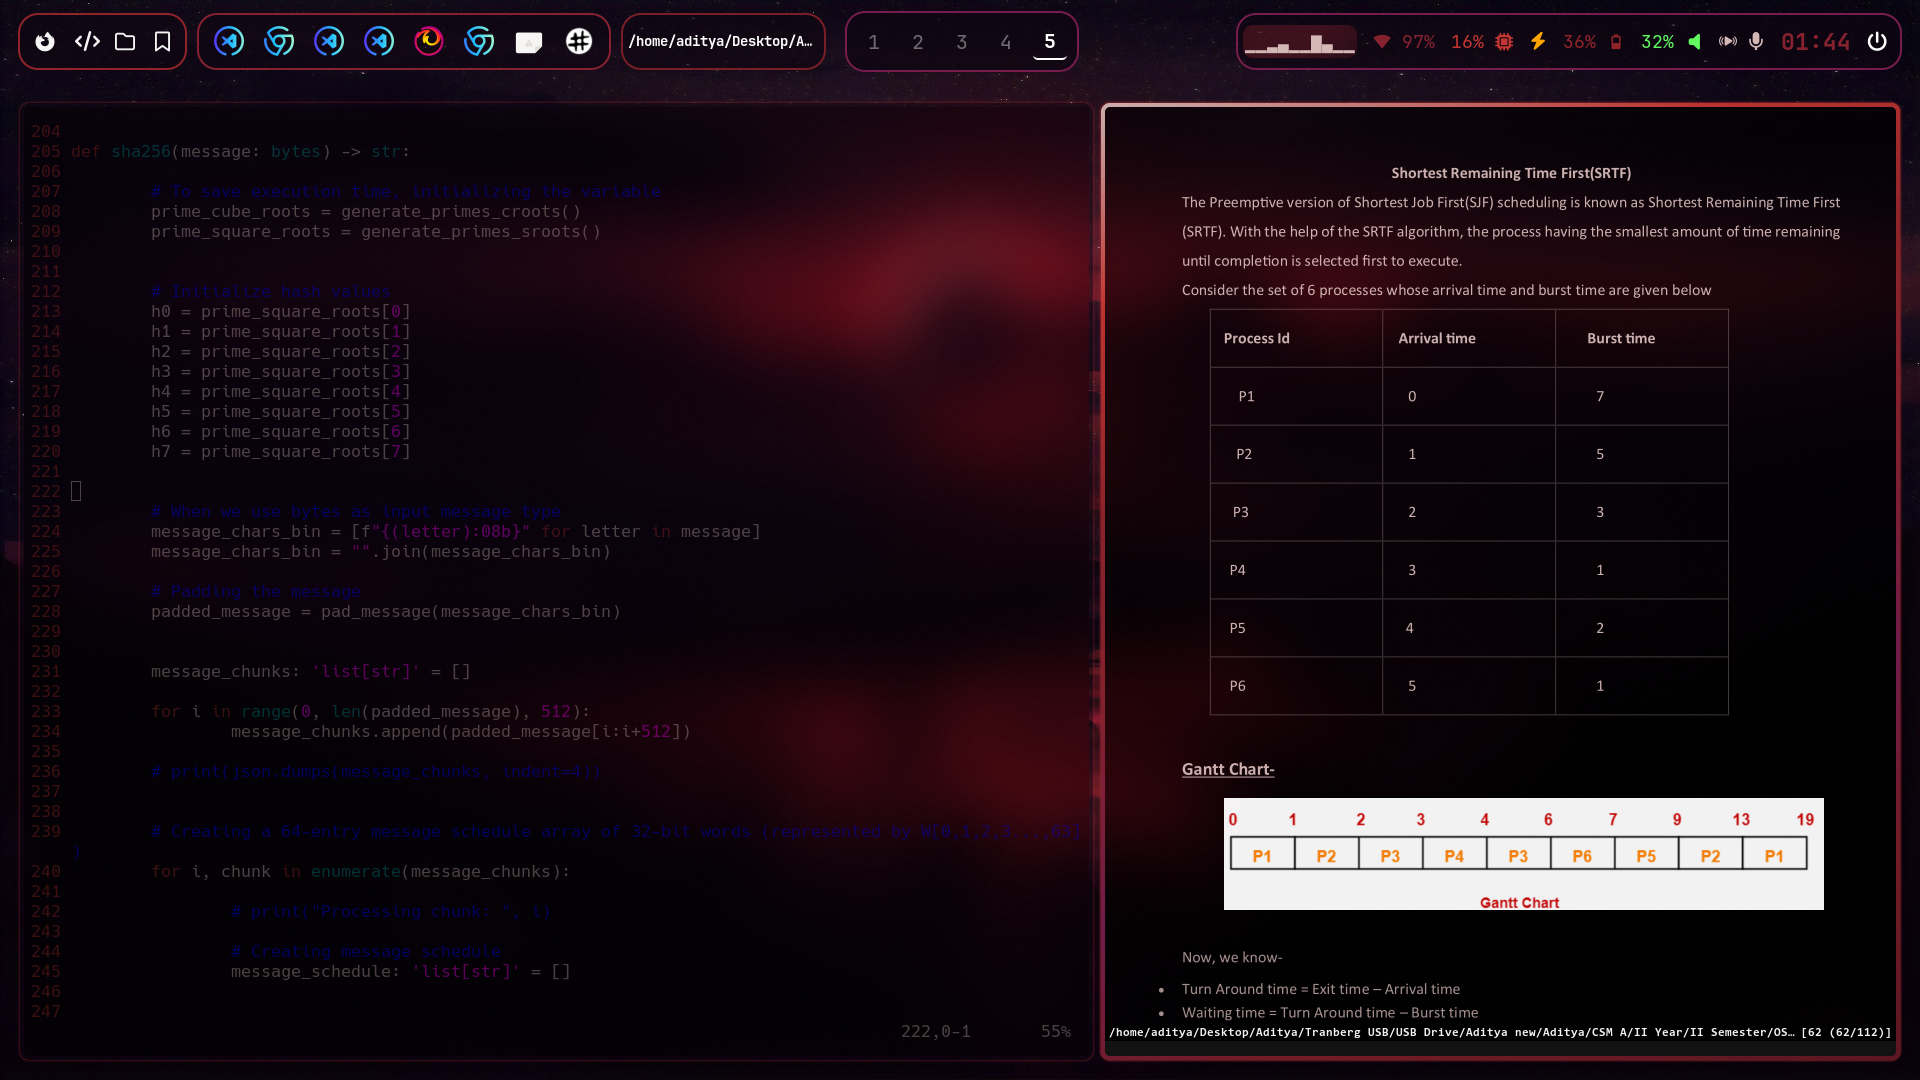 /home/aditya/Desktop/A…
1 2 3 4 5
97% 16% 36% 32% 01:44
204
205 def sha256(message: bytes) -> str:
206
207 # To save execution time, initializing the variable
208 prime_cube_roots = generate_primes_croots()
209 prime_square_roots = generate_primes_sroots()
210
211
212 # Initialize hash values
213 h0 = prime_square_roots[0]
214 h1 = prime_square_roots[1]
215 h2 = prime_square_roots[2]
216 h3 = prime_square_roots[3]
217 h4 = prime_square_roots[4]
218 h5 = prime_square_roots[5]
219 h6 = prime_square_roots[6]
220 h7 = prime_square_roots[7]
221
222
223 # When we use bytes as input message type
224 message_chars_bin = [f"{(letter):08b}" for letter in message]
225 message_chars_bin = "".join(message_chars_bin)
226
227 # Padding the message
228 padded_message = pad_message(message_chars_bin)
229
230
231 message_chunks: 'list[str]' = []
232
233 for i in range(0, len(padded_message), 512):
234 message_chunks.append(padded_message[i:i+512])
235
236 # print(json.dumps(message_chunks, indent=4))
237
238
239 # Creating a 64-entry message schedule array of 32-bit words (represented by W[0,1,2,3...,63]
)
240 for i, chunk in enumerate(message_chunks):
241
242 # print("Processing chunk: ", i)
243
244 # Creating message schedule
245 message_schedule: 'list[str]' = []
246
247
222,0-1 55%
Shortest Remaining Time First(SRTF)
The Preemptive version of Shortest Job First(SJF) scheduling is known as Shortest Remaining Time First
(SRTF). With the help of the SRTF algorithm, the process having the smallest amount of time remaining
until completion is selected first to execute.
Consider the set of 6 processes whose arrival time and burst time are given below
Process Id Arrival time Burst time
P1 0 7
P2 1 5
P3 2 3
P4 3 1
P5 4 2
P6 5 1
Gantt Chart-
0 1 2 3 4 6 7 9 13 19
P1 P2 P3 P4 P3 P6 P5 P2 P1
Gantt Chart
Now, we know-
• Turn Around time = Exit time – Arrival time
• Waiting time = Turn Around time – Burst time
/home/aditya/Desktop/Aditya/Tranberg USB/USB Drive/Aditya new/Aditya/CSM A/II Year/II Semester/OS… [62 (62/112)]